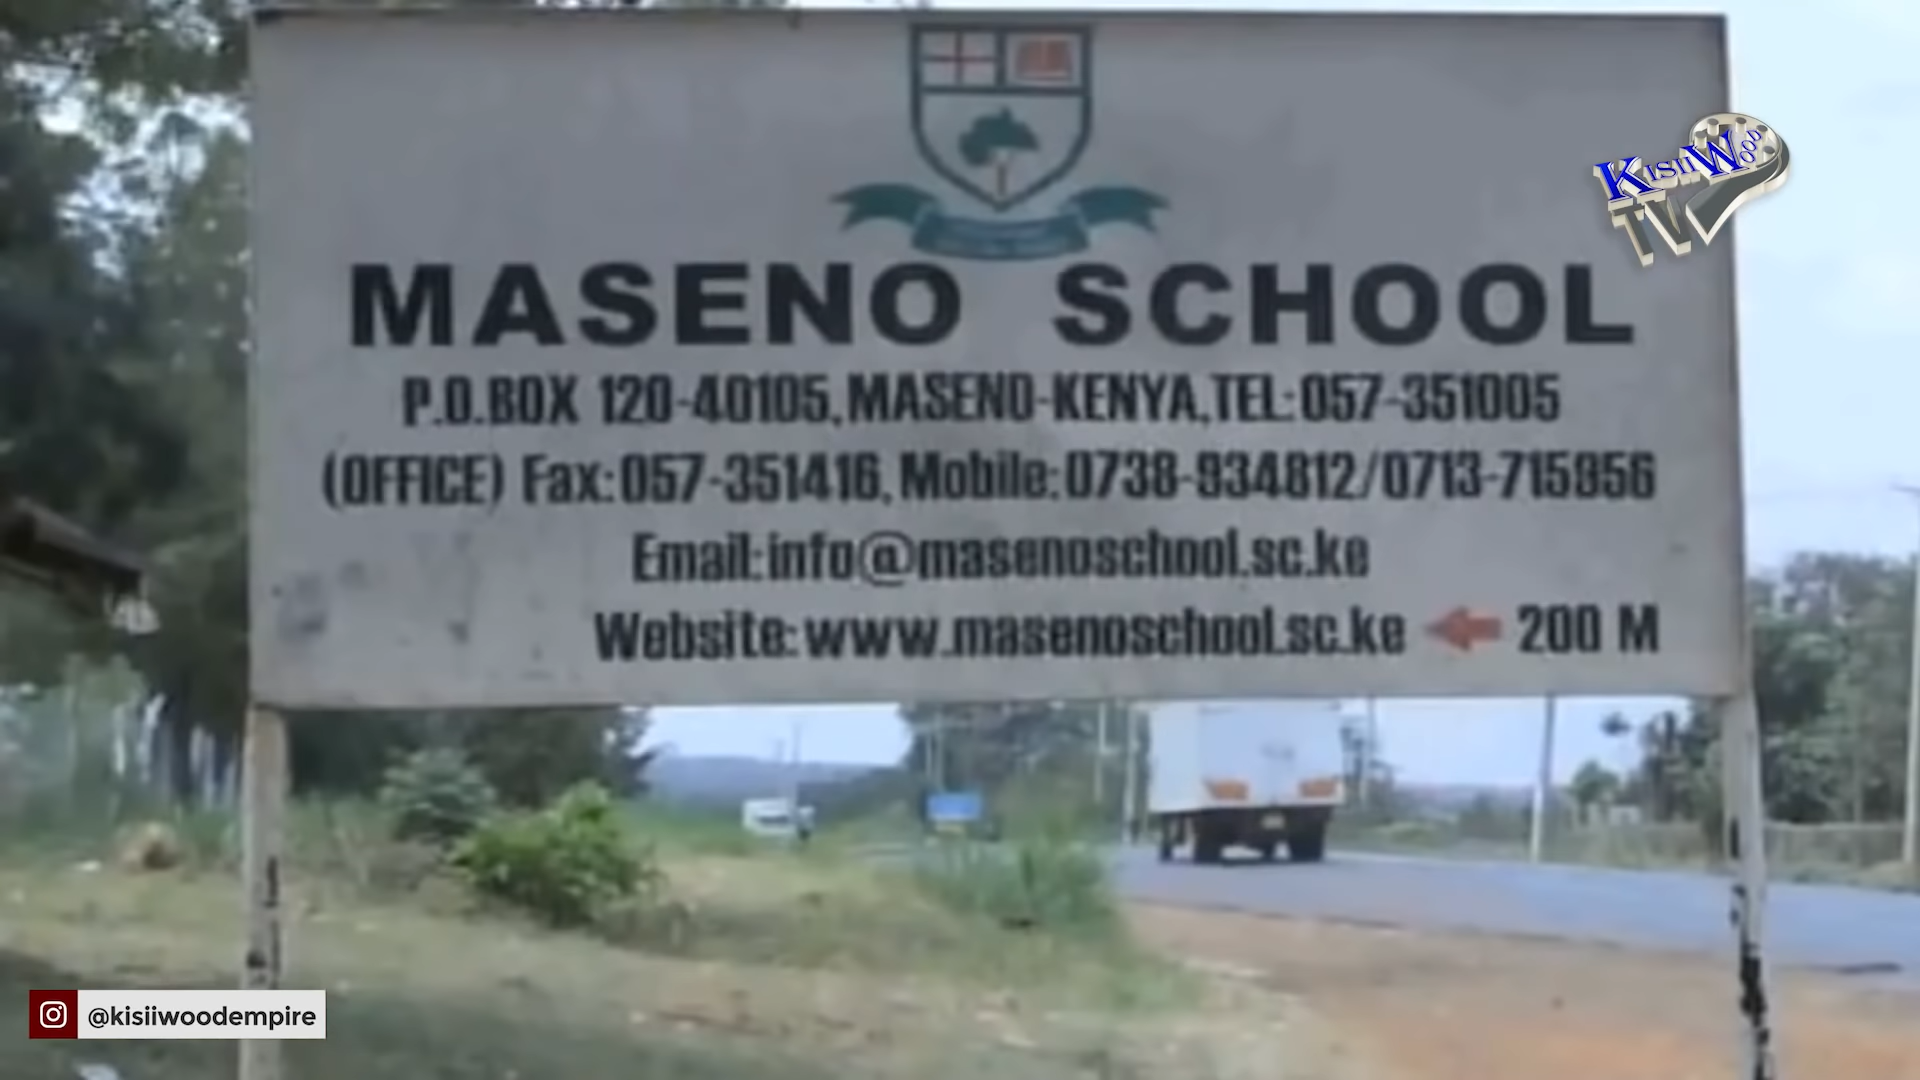 KISIIWOOD
TV
MASENO SCHOOL
P.O.BOX 120-40105,MASENO-KENYA,TEL:057-351005
(OFFICE) Fax:057-351416, Mobile:0738-934812/0713-715956
Email:info@masenoschool.sc.ke
Website:www.masenoschool.sc.ke 200 M
@kisiiwoodempire